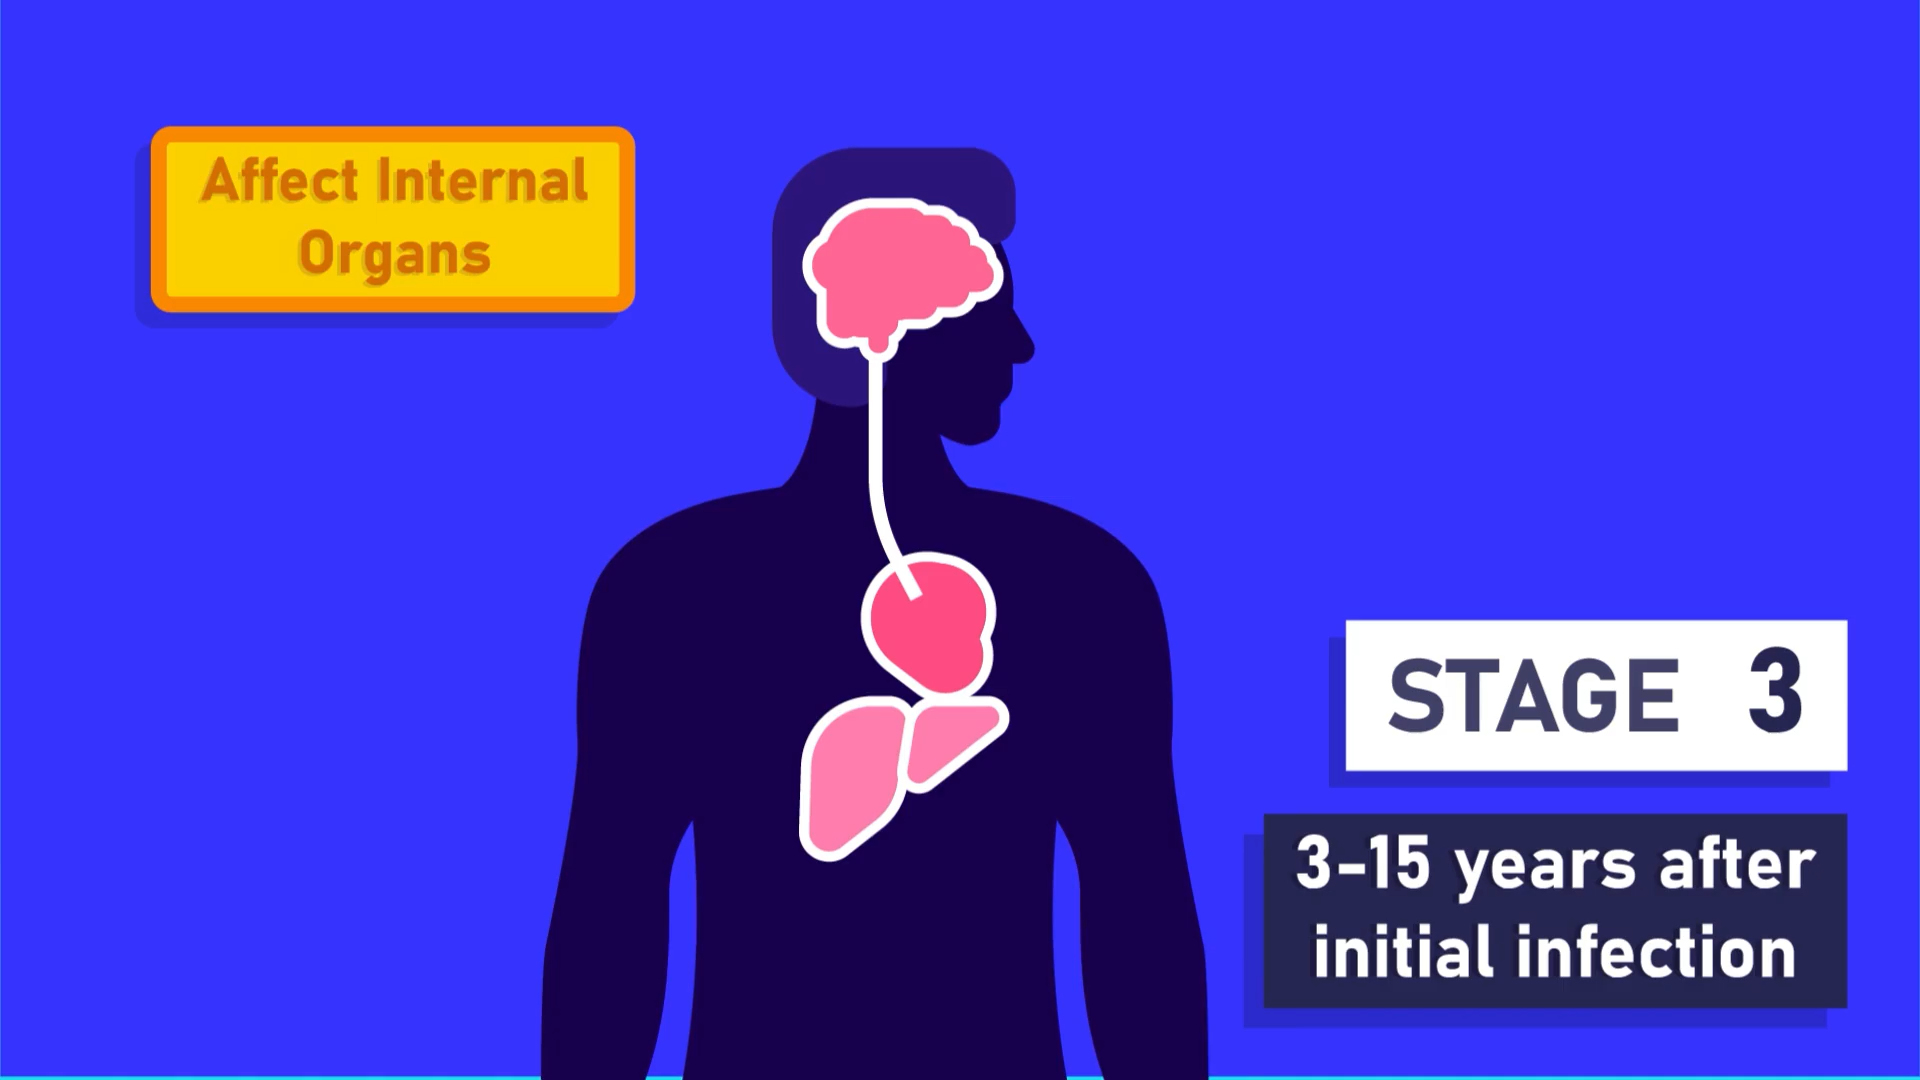 Affect Internal
Organs
STAGE 3
3-15 years after
initial infection